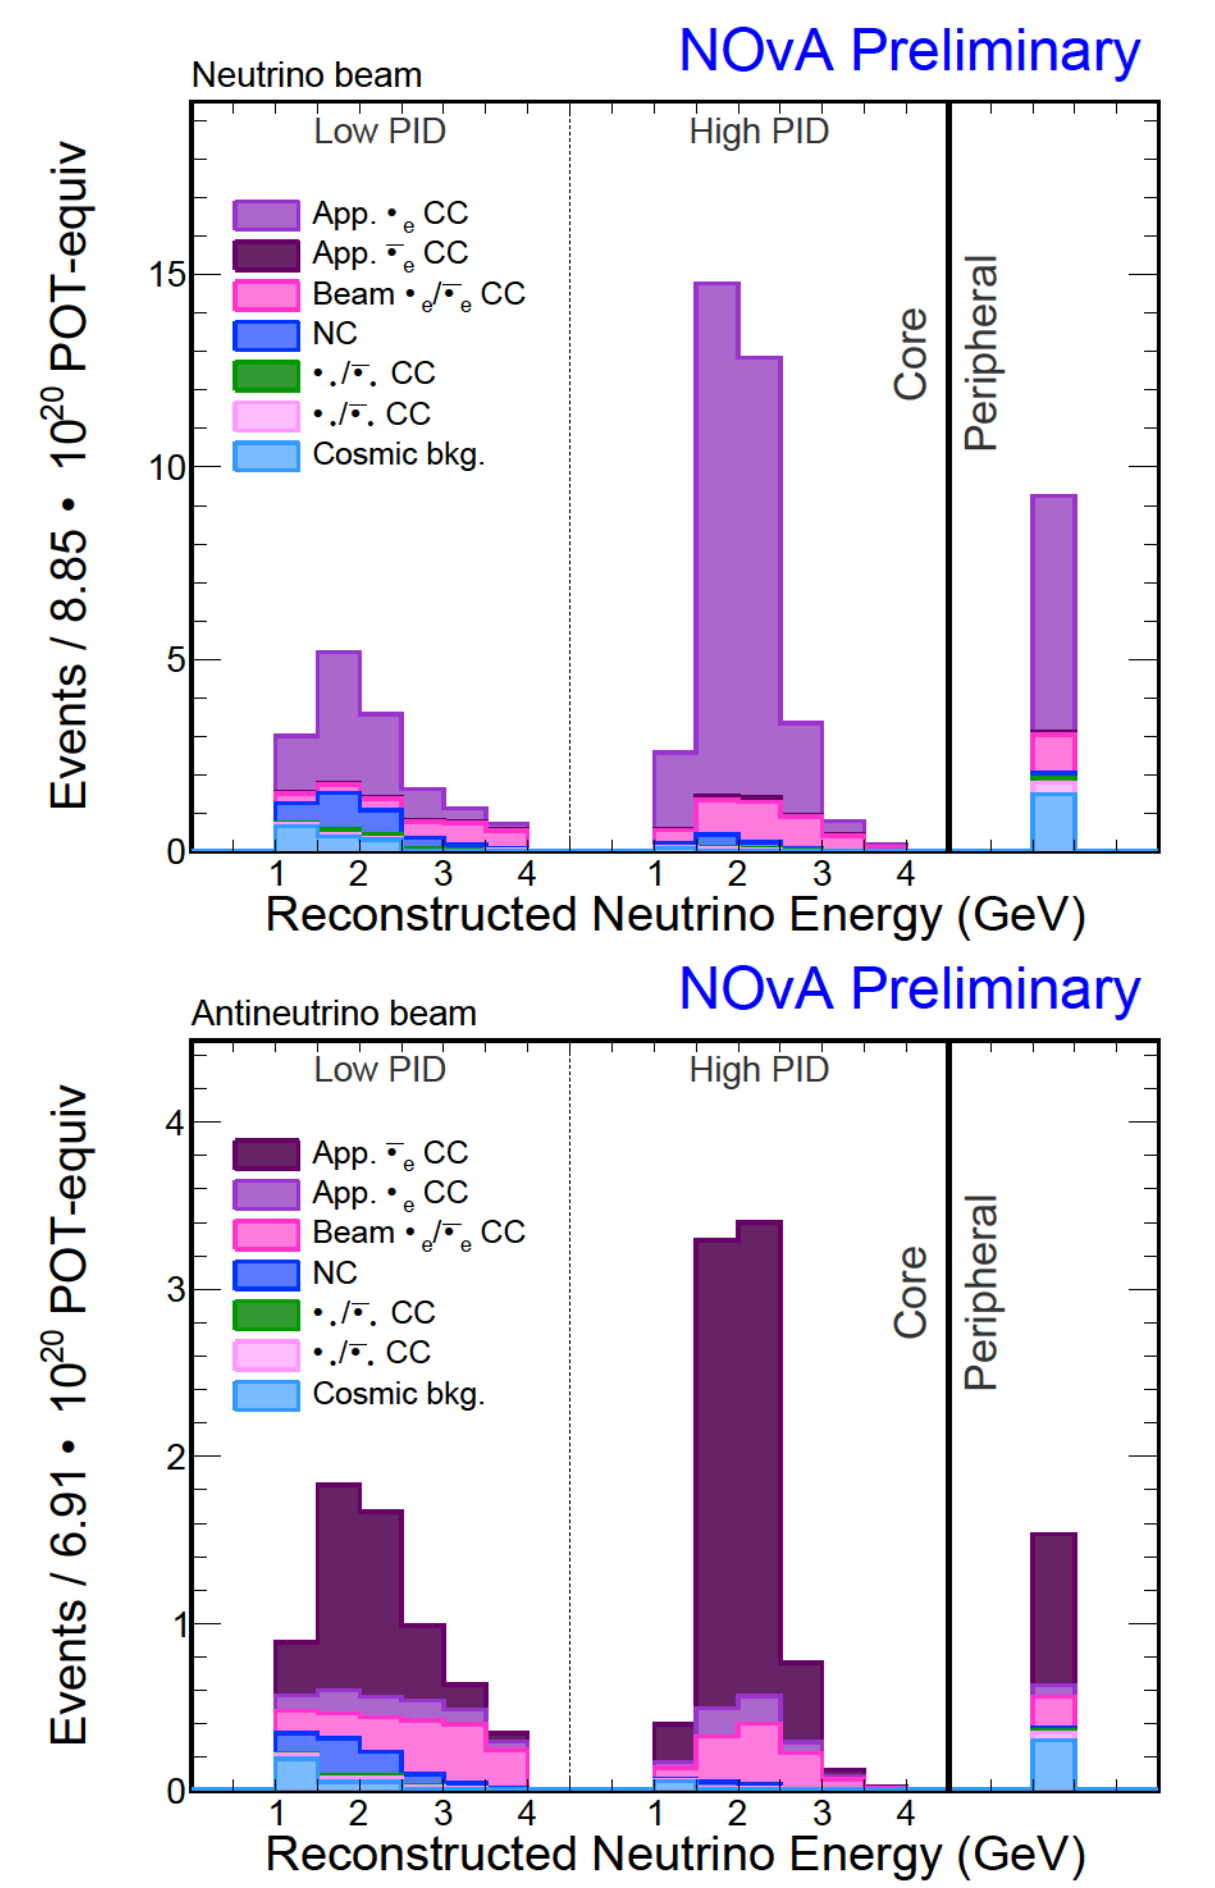 NOvA Preliminary
Neutrino beam
Low PID
High PID
Core
Peripheral
App. •e CC
App. •̅e CC
Beam •e/•̅e CC
NC
•./•̅. CC
•./•̅. CC
Cosmic bkg.
Events / 8.85 • 10²⁰ POT-equiv
15
10
5
0
1 2 3 4 1 2 3 4
Reconstructed Neutrino Energy (GeV)
NOvA Preliminary
Antineutrino beam
Low PID
High PID
Core
Peripheral
App. •̅e CC
App. •e CC
Beam •e/•̅e CC
NC
•./•̅. CC
•./•̅. CC
Cosmic bkg.
Events / 6.91 • 10²⁰ POT-equiv
4
3
2
1
0
1 2 3 4 1 2 3 4
Reconstructed Neutrino Energy (GeV)